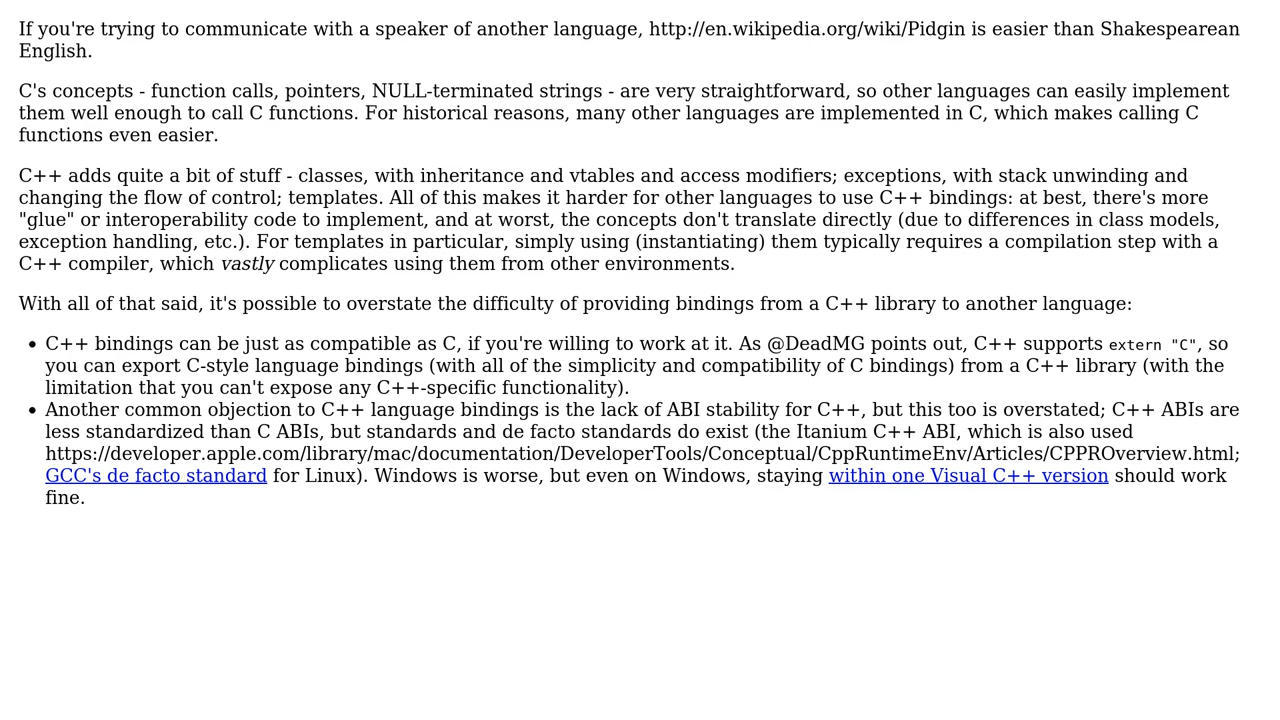 If you're trying to communicate with a speaker of another language, http://en.wikipedia.org/wiki/Pidgin is easier than Shakespearean
English.
C's concepts - function calls, pointers, NULL-terminated strings - are very straightforward, so other languages can easily implement
them well enough to call C functions. For historical reasons, many other languages are implemented in C, which makes calling C
functions even easier.
C++ adds quite a bit of stuff - classes, with inheritance and vtables and access modifiers; exceptions, with stack unwinding and
changing the flow of control; templates. All of this makes it harder for other languages to use C++ bindings: at best, there's more
"glue" or interoperability code to implement, and at worst, the concepts don't translate directly (due to differences in class models,
exception handling, etc.). For templates in particular, simply using (instantiating) them typically requires a compilation step with a
C++ compiler, which vastly complicates using them from other environments.
With all of that said, it's possible to overstate the difficulty of providing bindings from a C++ library to another language:
• C++ bindings can be just as compatible as C, if you're willing to work at it. As @DeadMG points out, C++ supports extern "C", so
you can export C-style language bindings (with all of the simplicity and compatibility of C bindings) from a C++ library (with the
limitation that you can't expose any C++-specific functionality).
• Another common objection to C++ language bindings is the lack of ABI stability for C++, but this too is overstated; C++ ABIs are
less standardized than C ABIs, but standards and de facto standards do exist (the Itanium C++ ABI, which is also used
https://developer.apple.com/library/mac/documentation/DeveloperTools/Conceptual/CppRuntimeEnv/Articles/CPPROverview.html;
GCC's de facto standard for Linux). Windows is worse, but even on Windows, staying within one Visual C++ version should work
fine.